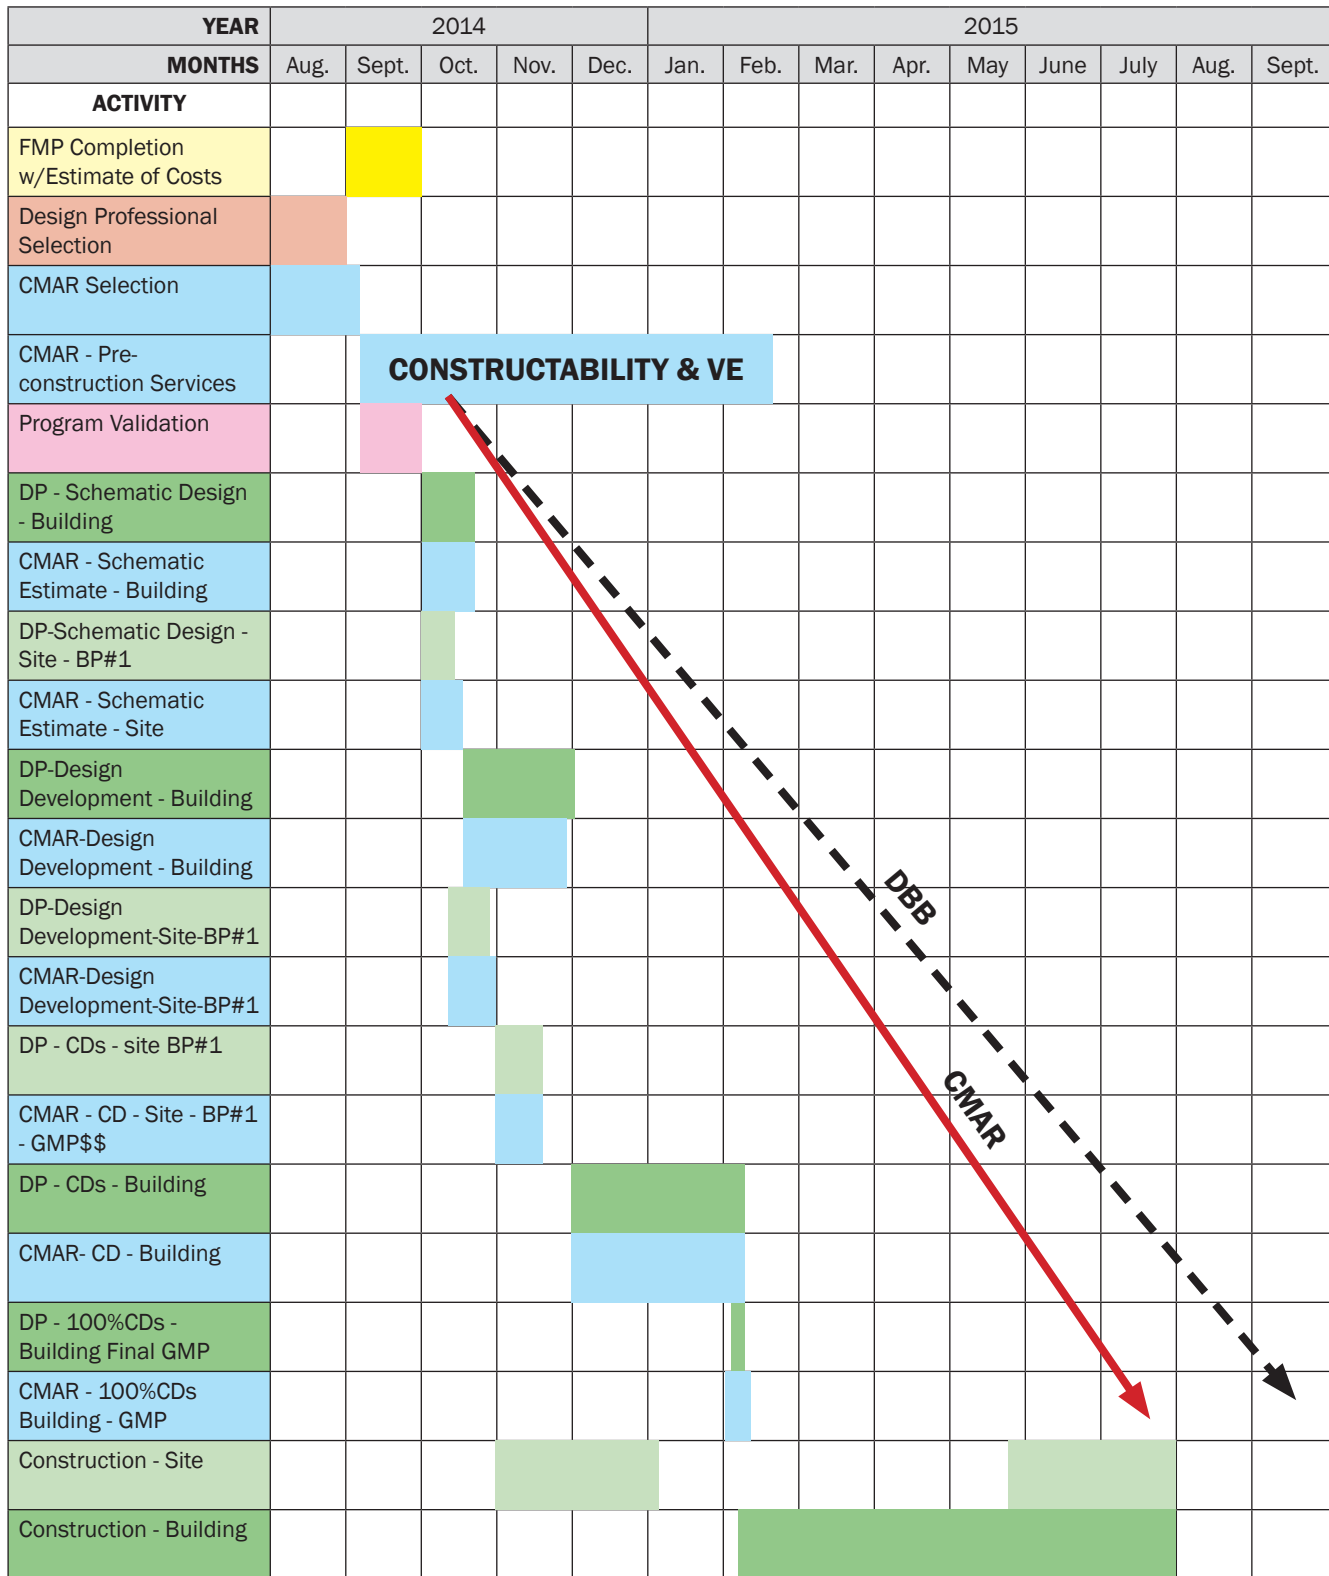 YEAR 2014 2015
MONTHS Aug. Sept. Oct. Nov. Dec. Jan. Feb. Mar. Apr. May June July Aug. Sept.
ACTIVITY
FMP Completion
w/Estimate of Costs
Design Professional
Selection
CMAR Selection
CMAR - Pre-
construction Services
CONSTRUCTABILITY & VE
Program Validation
DP - Schematic Design
- Building
CMAR - Schematic
Estimate - Building
DP-Schematic Design -
Site - BP#1
CMAR - Schematic
Estimate - Site
DP-Design
Development - Building
CMAR-Design
Development - Building
DP-Design
Development-Site-BP#1
DBB
CMAR-Design
Development-Site-BP#1
DP - CDs - site BP#1
CMAR - CD - Site - BP#1
- GMP$$
CMAR
DP - CDs - Building
CMAR- CD - Building
DP - 100%CDs -
Building Final GMP
CMAR - 100%CDs
Building - GMP
Construction - Site
Construction - Building